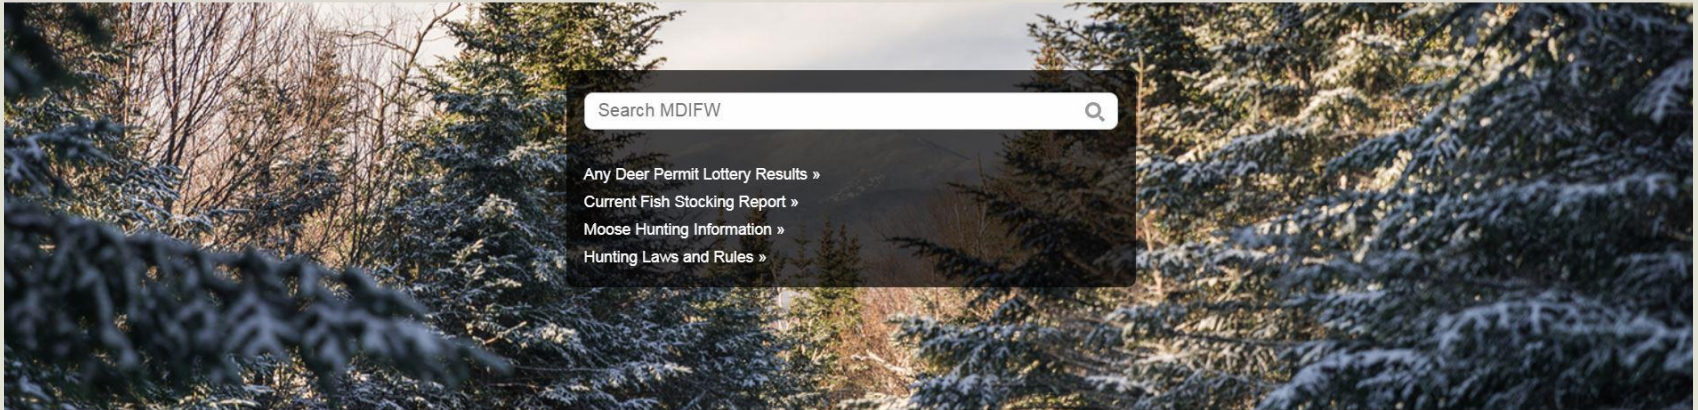 Search MDIFW
Any Deer Permit Lottery Results »
Current Fish Stocking Report »
Moose Hunting Information »
Hunting Laws and Rules »